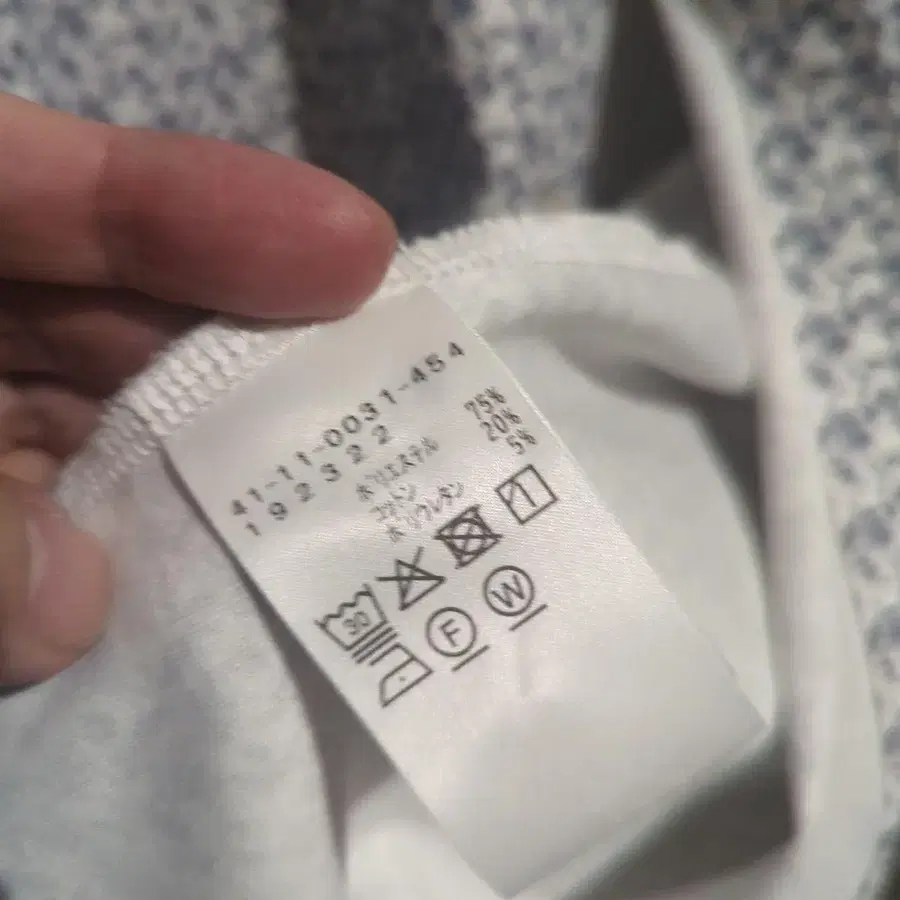 41-11-0031-454
192322
ポリエステル 75%
コットン 20%
ポリウレタン 5%
30
F W